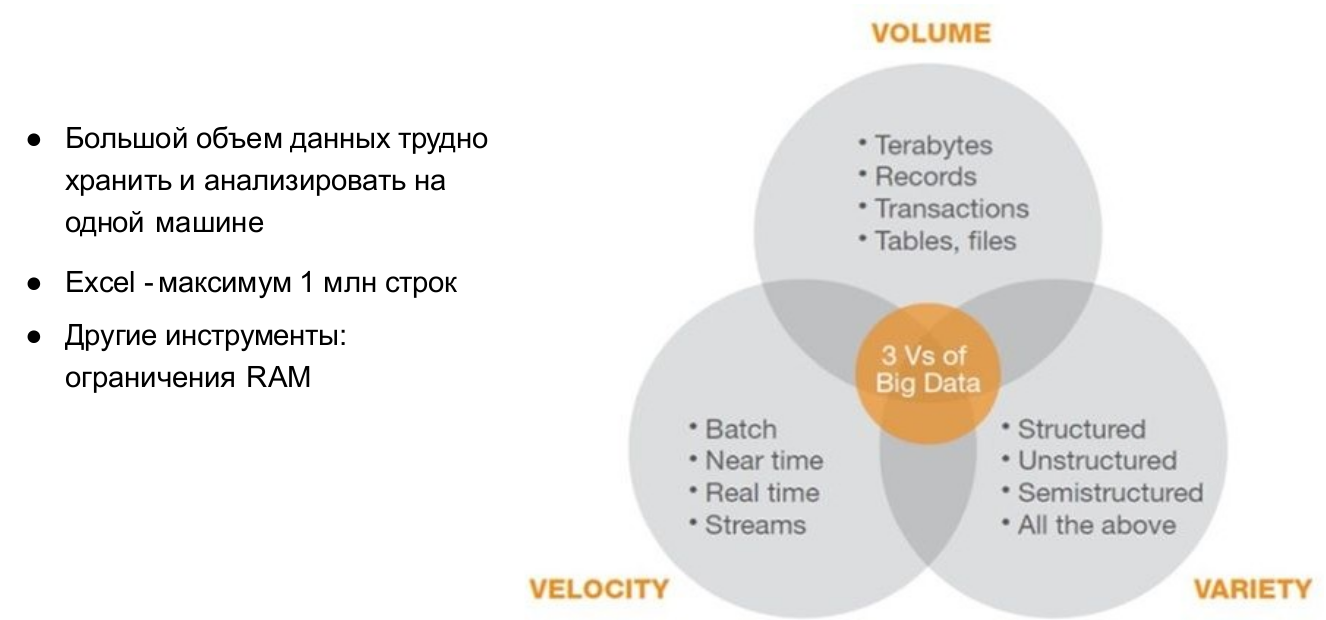 ● Большой объем данных трудно
хранить и анализировать на
одной машине
● Excel - максимум 1 млн строк
● Другие инструменты:
ограничения RAM
VOLUME
• Terabytes
• Records
• Transactions
• Tables, files
3 Vs of
Big Data
• Batch
• Near time
• Real time
• Streams
VELOCITY
• Structured
• Unstructured
• Semistructured
• All the above
VARIETY